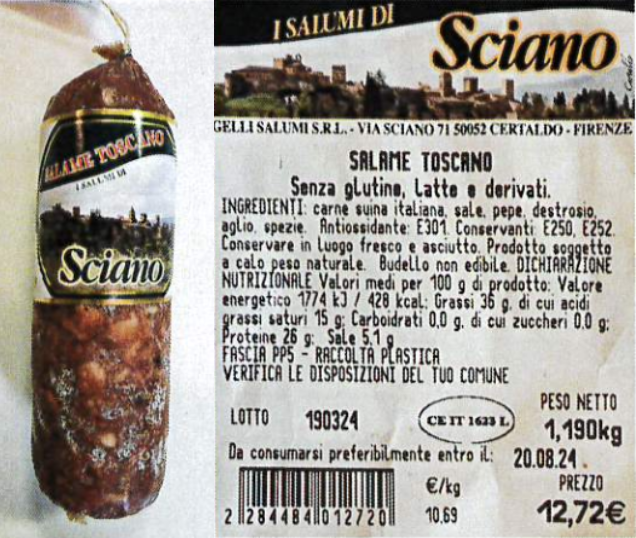 SALAME TOSCANO
I SALUMI DI
Sciano
I SALUMI DI
Sciano
GELLI SALUMI S.R.L. - VIA SCIANO 71 50052 CERTALDO - FIRENZE
SALAME TOSCANO
Senza glutine, Latte e derivati.
INGREDIENTI: carne suina italiana, sale, pepe, destrosio,
aglio, spezie. Antiossidante: E301. Conservanti: E250, E252.
Conservare in luogo fresco e asciutto. Prodotto soggetto
a calo peso naturale. Budello non edibile. DICHIARAZIONE
NUTRIZIONALE Valori medi per 100 g di prodotto: Valore
energetico 1774 kJ / 428 kcal; Grassi 36 g, di cui acidi
grassi saturi 15 g; Carboidrati 0,0 g, di cui zuccheri 0,0 g;
Proteine 26 g; Sale 5,1 g
FASCIA PP5 - RACCOLTA PLASTICA
VERIFICA LE DISPOSIZIONI DEL TUO COMUNE
LOTTO 190324 CE IT 1623 L PESO NETTO
1,190kg
Da consumarsi preferibilmente entro il: 20.08.24
€/kg PREZZO
2 284484 012720 10.69 12,72€